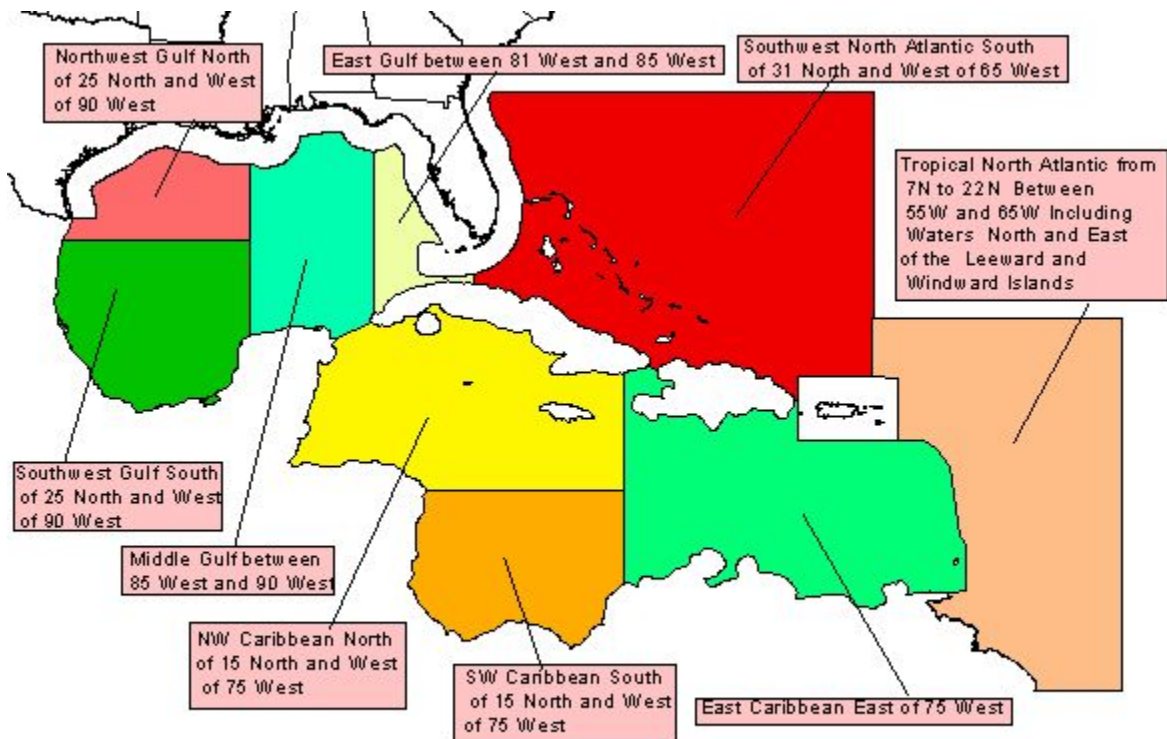 Northwest Gulf North
of 25 North and West
of 90 West
East Gulf between 81 West and 85 West
Southwest North Atlantic South
of 31 North and West of 65 West
Tropical North Atlantic from
7N to 22N Between
55W and 65W Including
Waters North and East
of the Leeward and
Windward Islands
Southwest Gulf South
of 25 North and West
of 90 West
Middle Gulf between
85 West and 90 West
NW Caribbean North
of 15 North and West
of 75 West
SW Caribbean South
of 15 North and West
of 75 West
East Caribbean East of 75 West